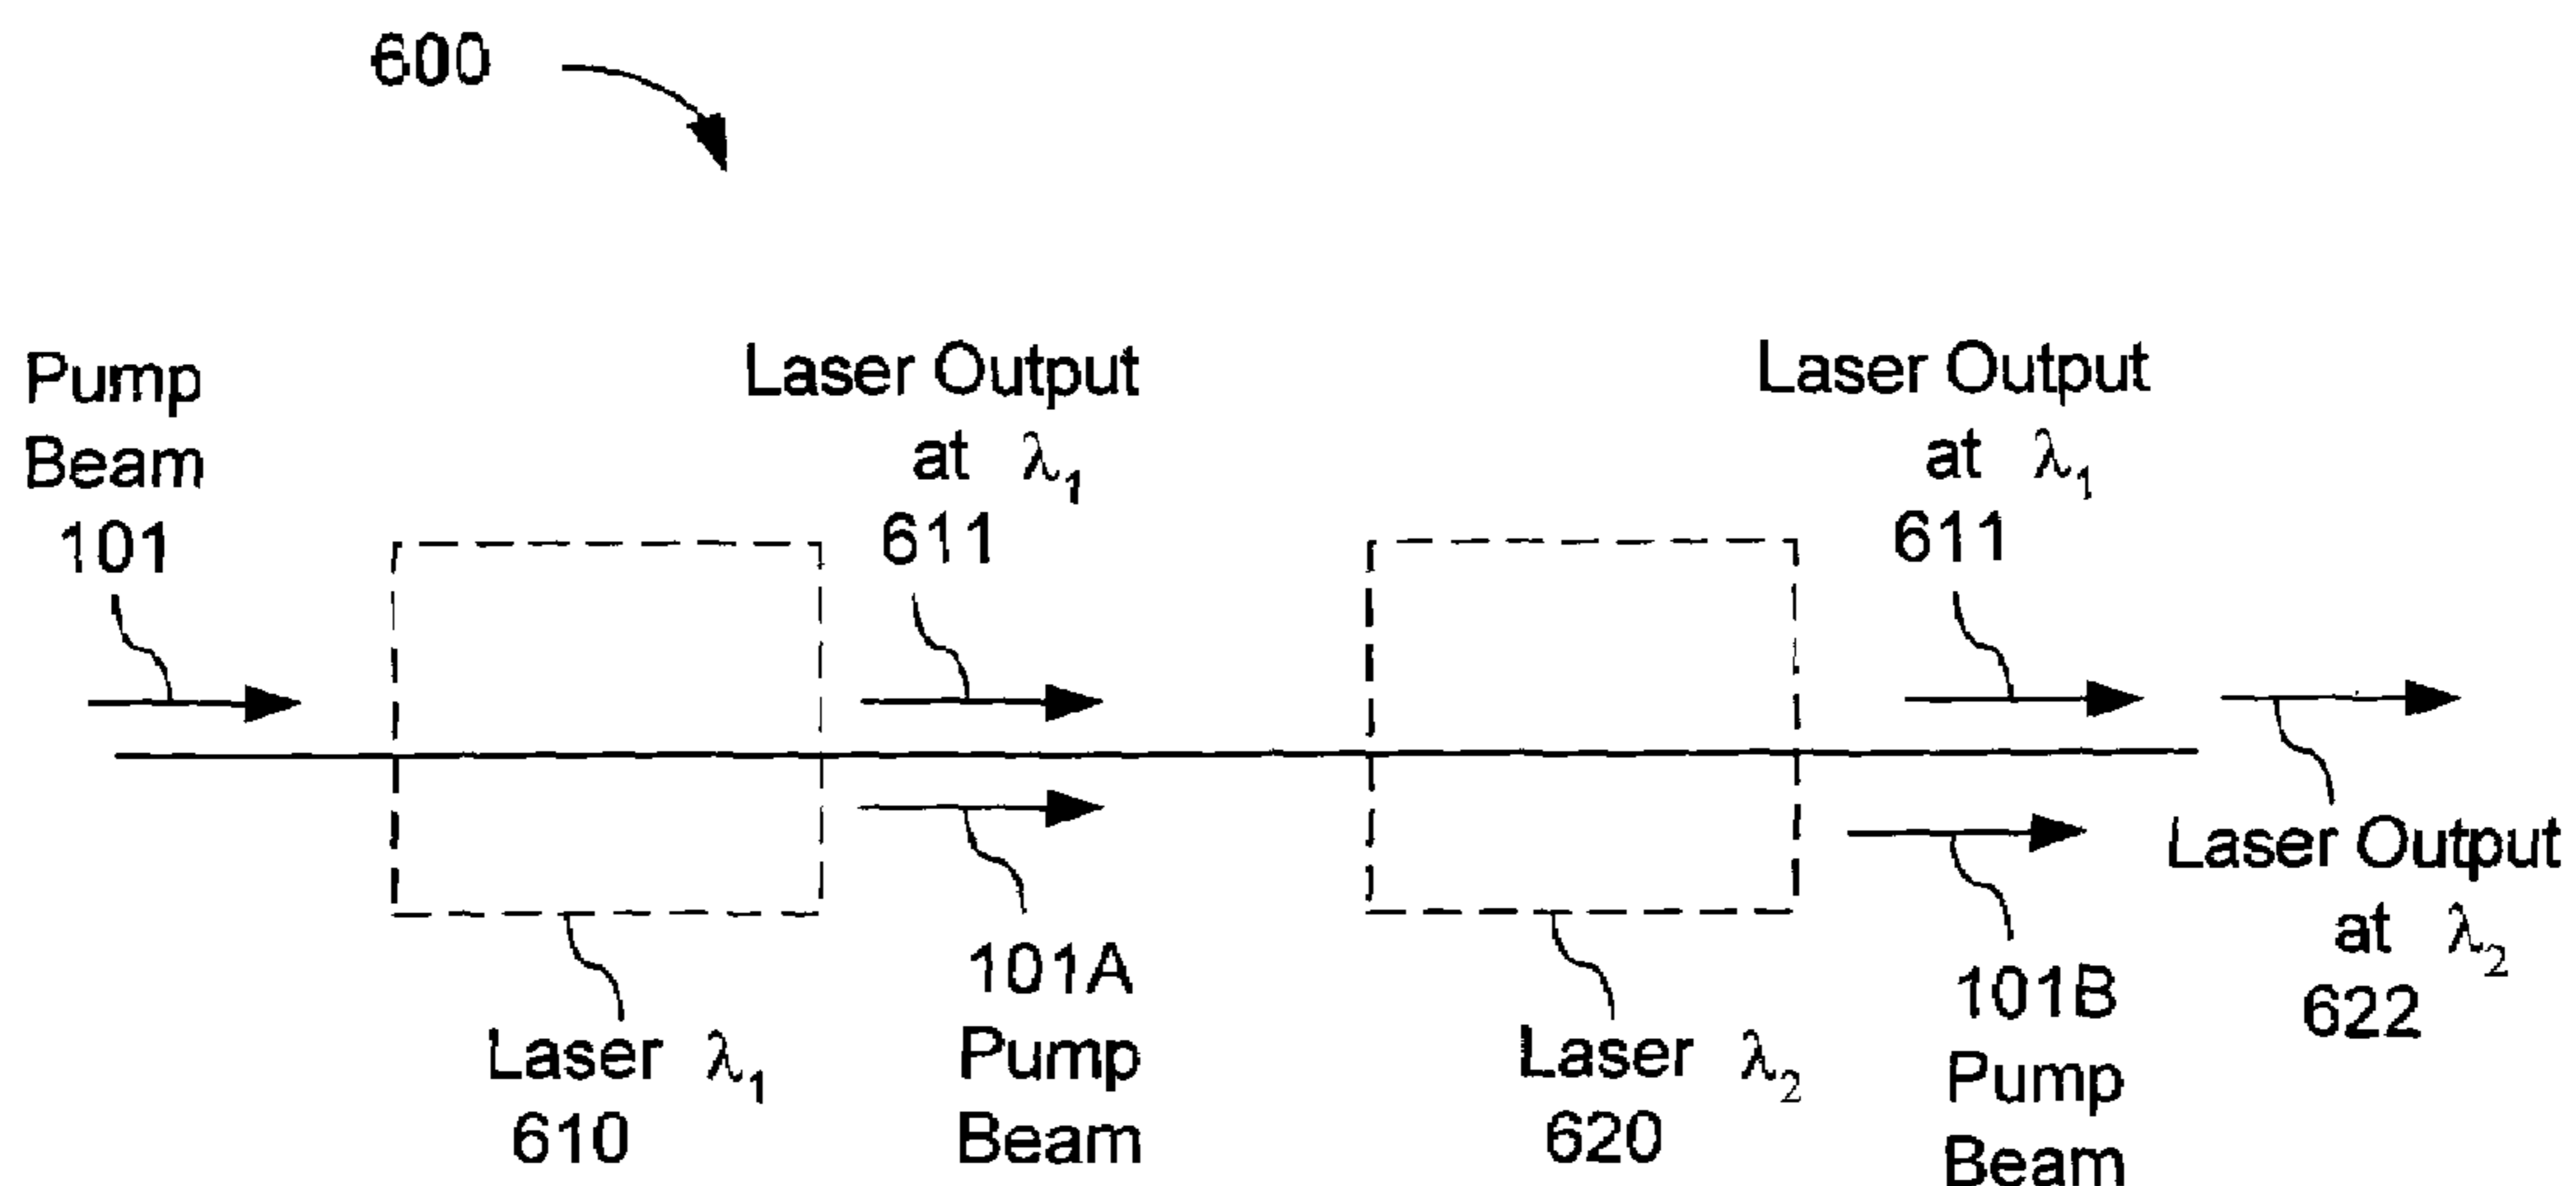 600
Pump
Beam
101
Laser Output
at λ₁
611
Laser Output
at λ₁
611
Laser λ₁
610
101A
Pump
Beam
Laser λ₂
620
101B
Pump
Beam
Laser Output
at λ₂
622